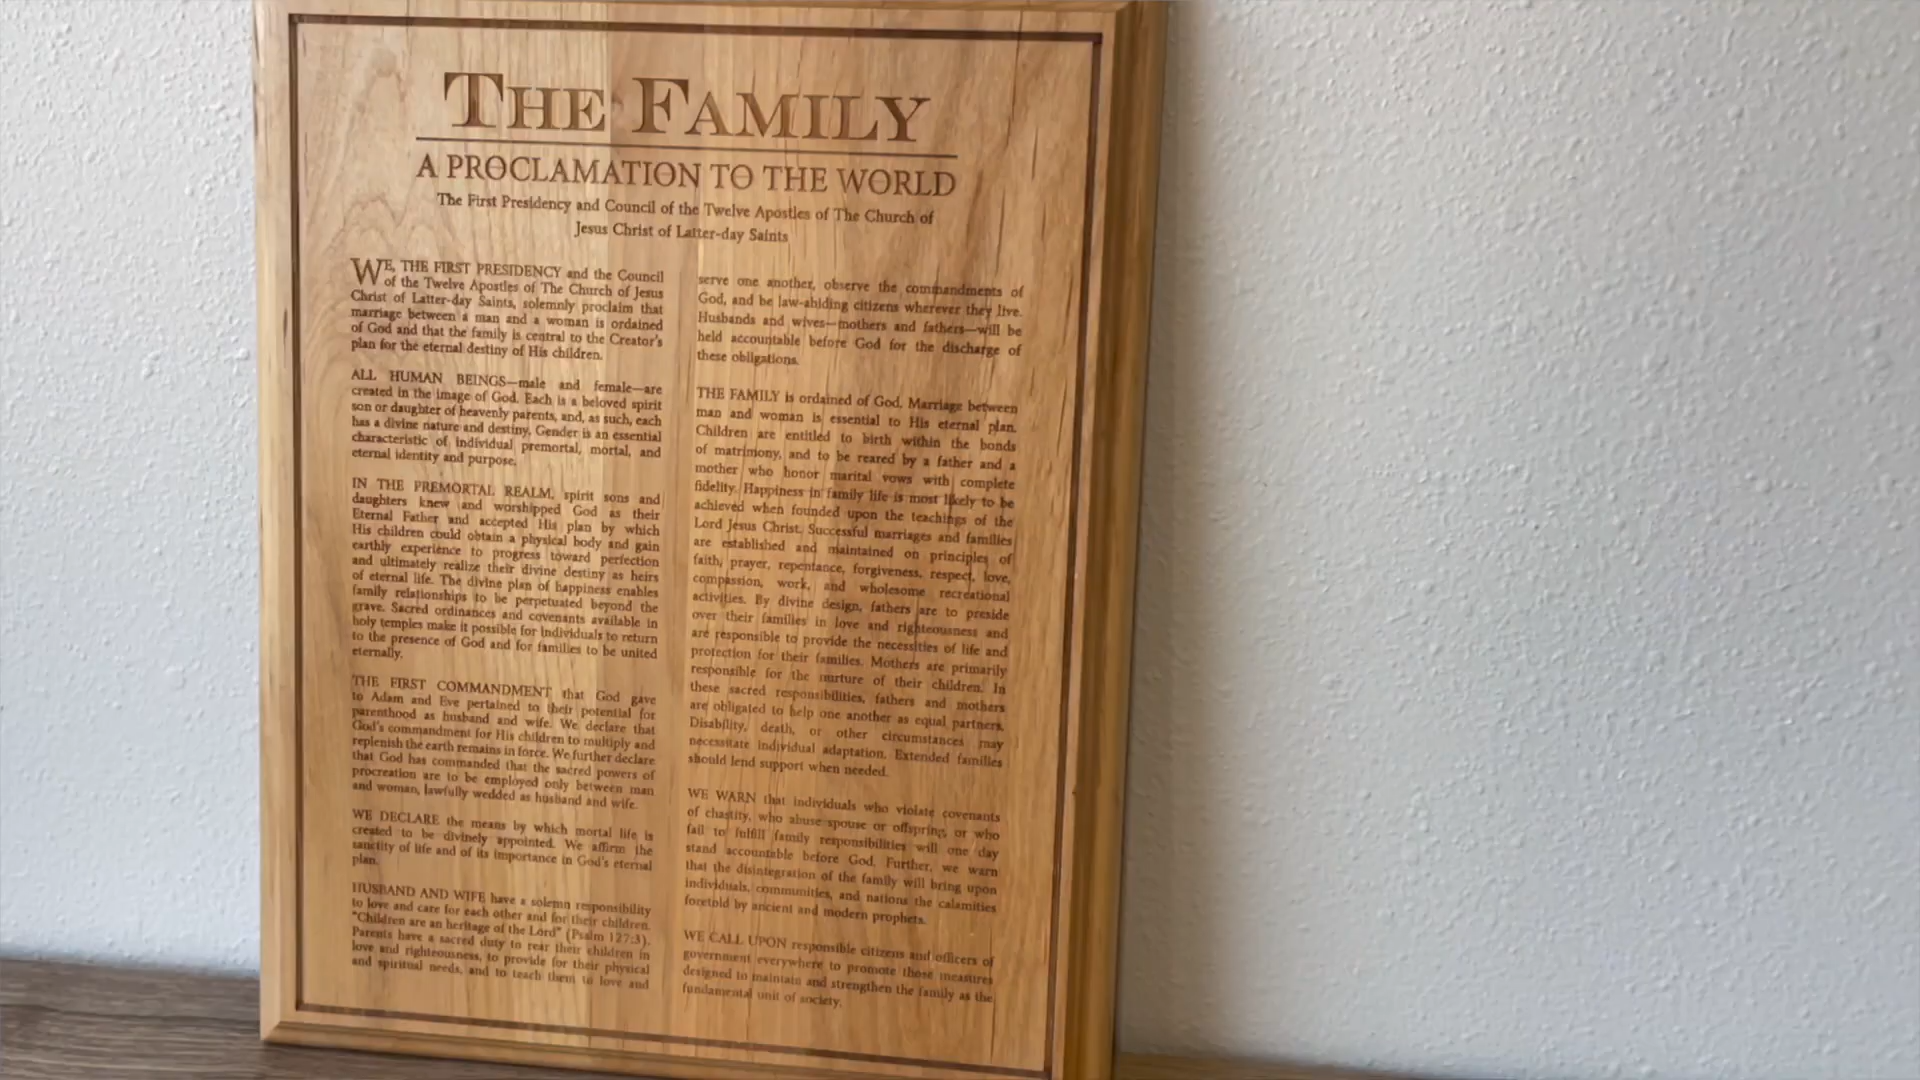 THE FAMILY
A PROCLAMATION TO THE WORLD
The First Presidency and Council of the Twelve Apostles of The Church of
Jesus Christ of Latter-day Saints
WE, THE FIRST PRESIDENCY and the Council
of the Twelve Apostles of The Church of Jesus
Christ of Latter-day Saints, solemnly proclaim that
marriage between a man and a woman is ordained
of God and that the family is central to the Creator's
plan for the eternal destiny of His children.
ALL HUMAN BEINGS—male and female—are
created in the image of God. Each is a beloved spirit
son or daughter of heavenly parents, and, as such, each
has a divine nature and destiny. Gender is an essential
characteristic of individual premortal, mortal, and
eternal identity and purpose.
IN THE PREMORTAL REALM, spirit sons and
daughters knew and worshipped God as their
Eternal Father and accepted His plan by which
His children could obtain a physical body and gain
earthly experience to progress toward perfection
and ultimately realize their divine destiny as heirs
of eternal life. The divine plan of happiness enables
family relationships to be perpetuated beyond the
grave. Sacred ordinances and covenants available in
holy temples make it possible for individuals to return
to the presence of God and for families to be united
eternally.
THE FIRST COMMANDMENT that God gave
to Adam and Eve pertained to their potential for
parenthood as husband and wife. We declare that
God's commandment for His children to multiply and
replenish the earth remains in force. We further declare
that God has commanded that the sacred powers of
procreation are to be employed only between man
and woman, lawfully wedded as husband and wife.
WE DECLARE the means by which mortal life is
created to be divinely appointed. We affirm the
sanctity of life and of its importance in God's eternal
plan.
HUSBAND AND WIFE have a solemn responsibility
to love and care for each other and for their children.
"Children are an heritage of the Lord" (Psalm 127:3).
Parents have a sacred duty to rear their children in
love and righteousness, to provide for their physical
and spiritual needs, and to teach them to love and
serve one another, observe the commandments of
God, and be law-abiding citizens wherever they live.
Husbands and wives—mothers and fathers—will be
held accountable before God for the discharge of
these obligations.
THE FAMILY is ordained of God. Marriage between
man and woman is essential to His eternal plan.
Children are entitled to birth within the bonds
of matrimony, and to be reared by a father and a
mother who honor marital vows with complete
fidelity. Happiness in family life is most likely to be
achieved when founded upon the teachings of the
Lord Jesus Christ. Successful marriages and families
are established and maintained on principles of
faith, prayer, repentance, forgiveness, respect, love,
compassion, work, and wholesome recreational
activities. By divine design, fathers are to preside
over their families in love and righteousness and
are responsible to provide the necessities of life and
protection for their families. Mothers are primarily
responsible for the nurture of their children. In
these sacred responsibilities, fathers and mothers
are obligated to help one another as equal partners.
Disability, death, or other circumstances may
necessitate individual adaptation. Extended families
should lend support when needed.
WE WARN that individuals who violate covenants
of chastity, who abuse spouse or offspring, or who
fail to fulfill family responsibilities will one day
stand accountable before God. Further, we warn
that the disintegration of the family will bring upon
individuals, communities, and nations the calamities
foretold by ancient and modern prophets.
WE CALL UPON responsible citizens and officers of
government everywhere to promote those measures
designed to maintain and strengthen the family as the
fundamental unit of society.